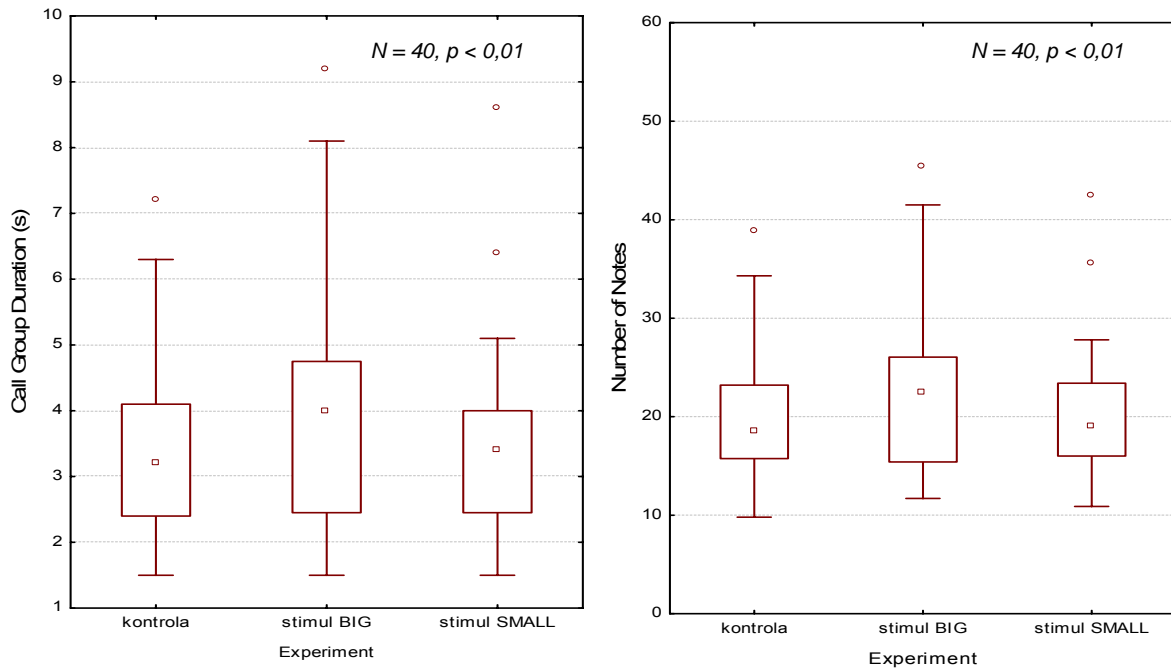 10
9
8
7
6
5
4
3
2
1
Call Group Duration (s)
N = 40, p < 0,01
kontrola
stimul BIG
stimul SMALL
Experiment
60
50
40
30
20
10
0
Number of Notes
N = 40, p < 0,01
kontrola
stimul BIG
stimul SMALL
Experiment